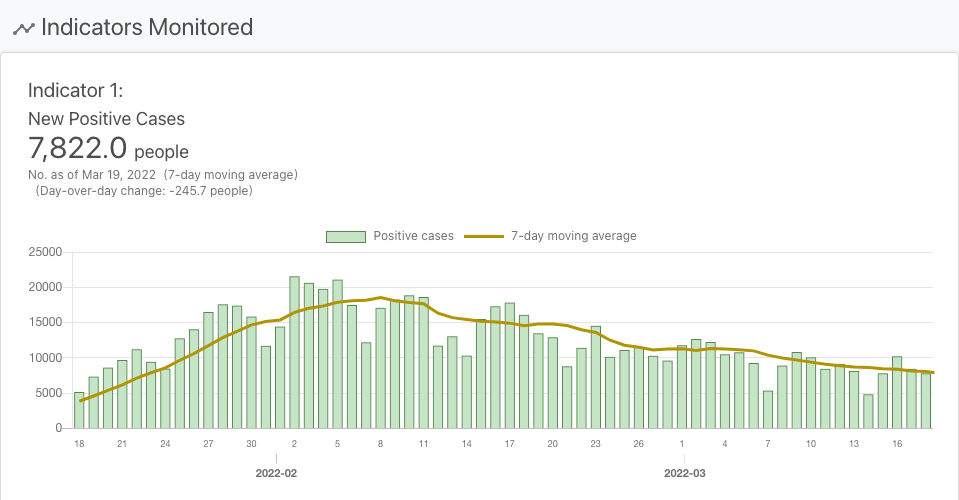 Indicators Monitored
Indicator 1:
New Positive Cases
7,822.0 people
No. as of Mar 19, 2022 (7-day moving average)
(Day-over-day change: -245.7 people)
Positive cases 7-day moving average
25000
20000
15000
10000
5000
0
18 21 24 27 30 2 5 8 11 14 17 20 23 26 1 4 7 10 13 16
2022-02 2022-03